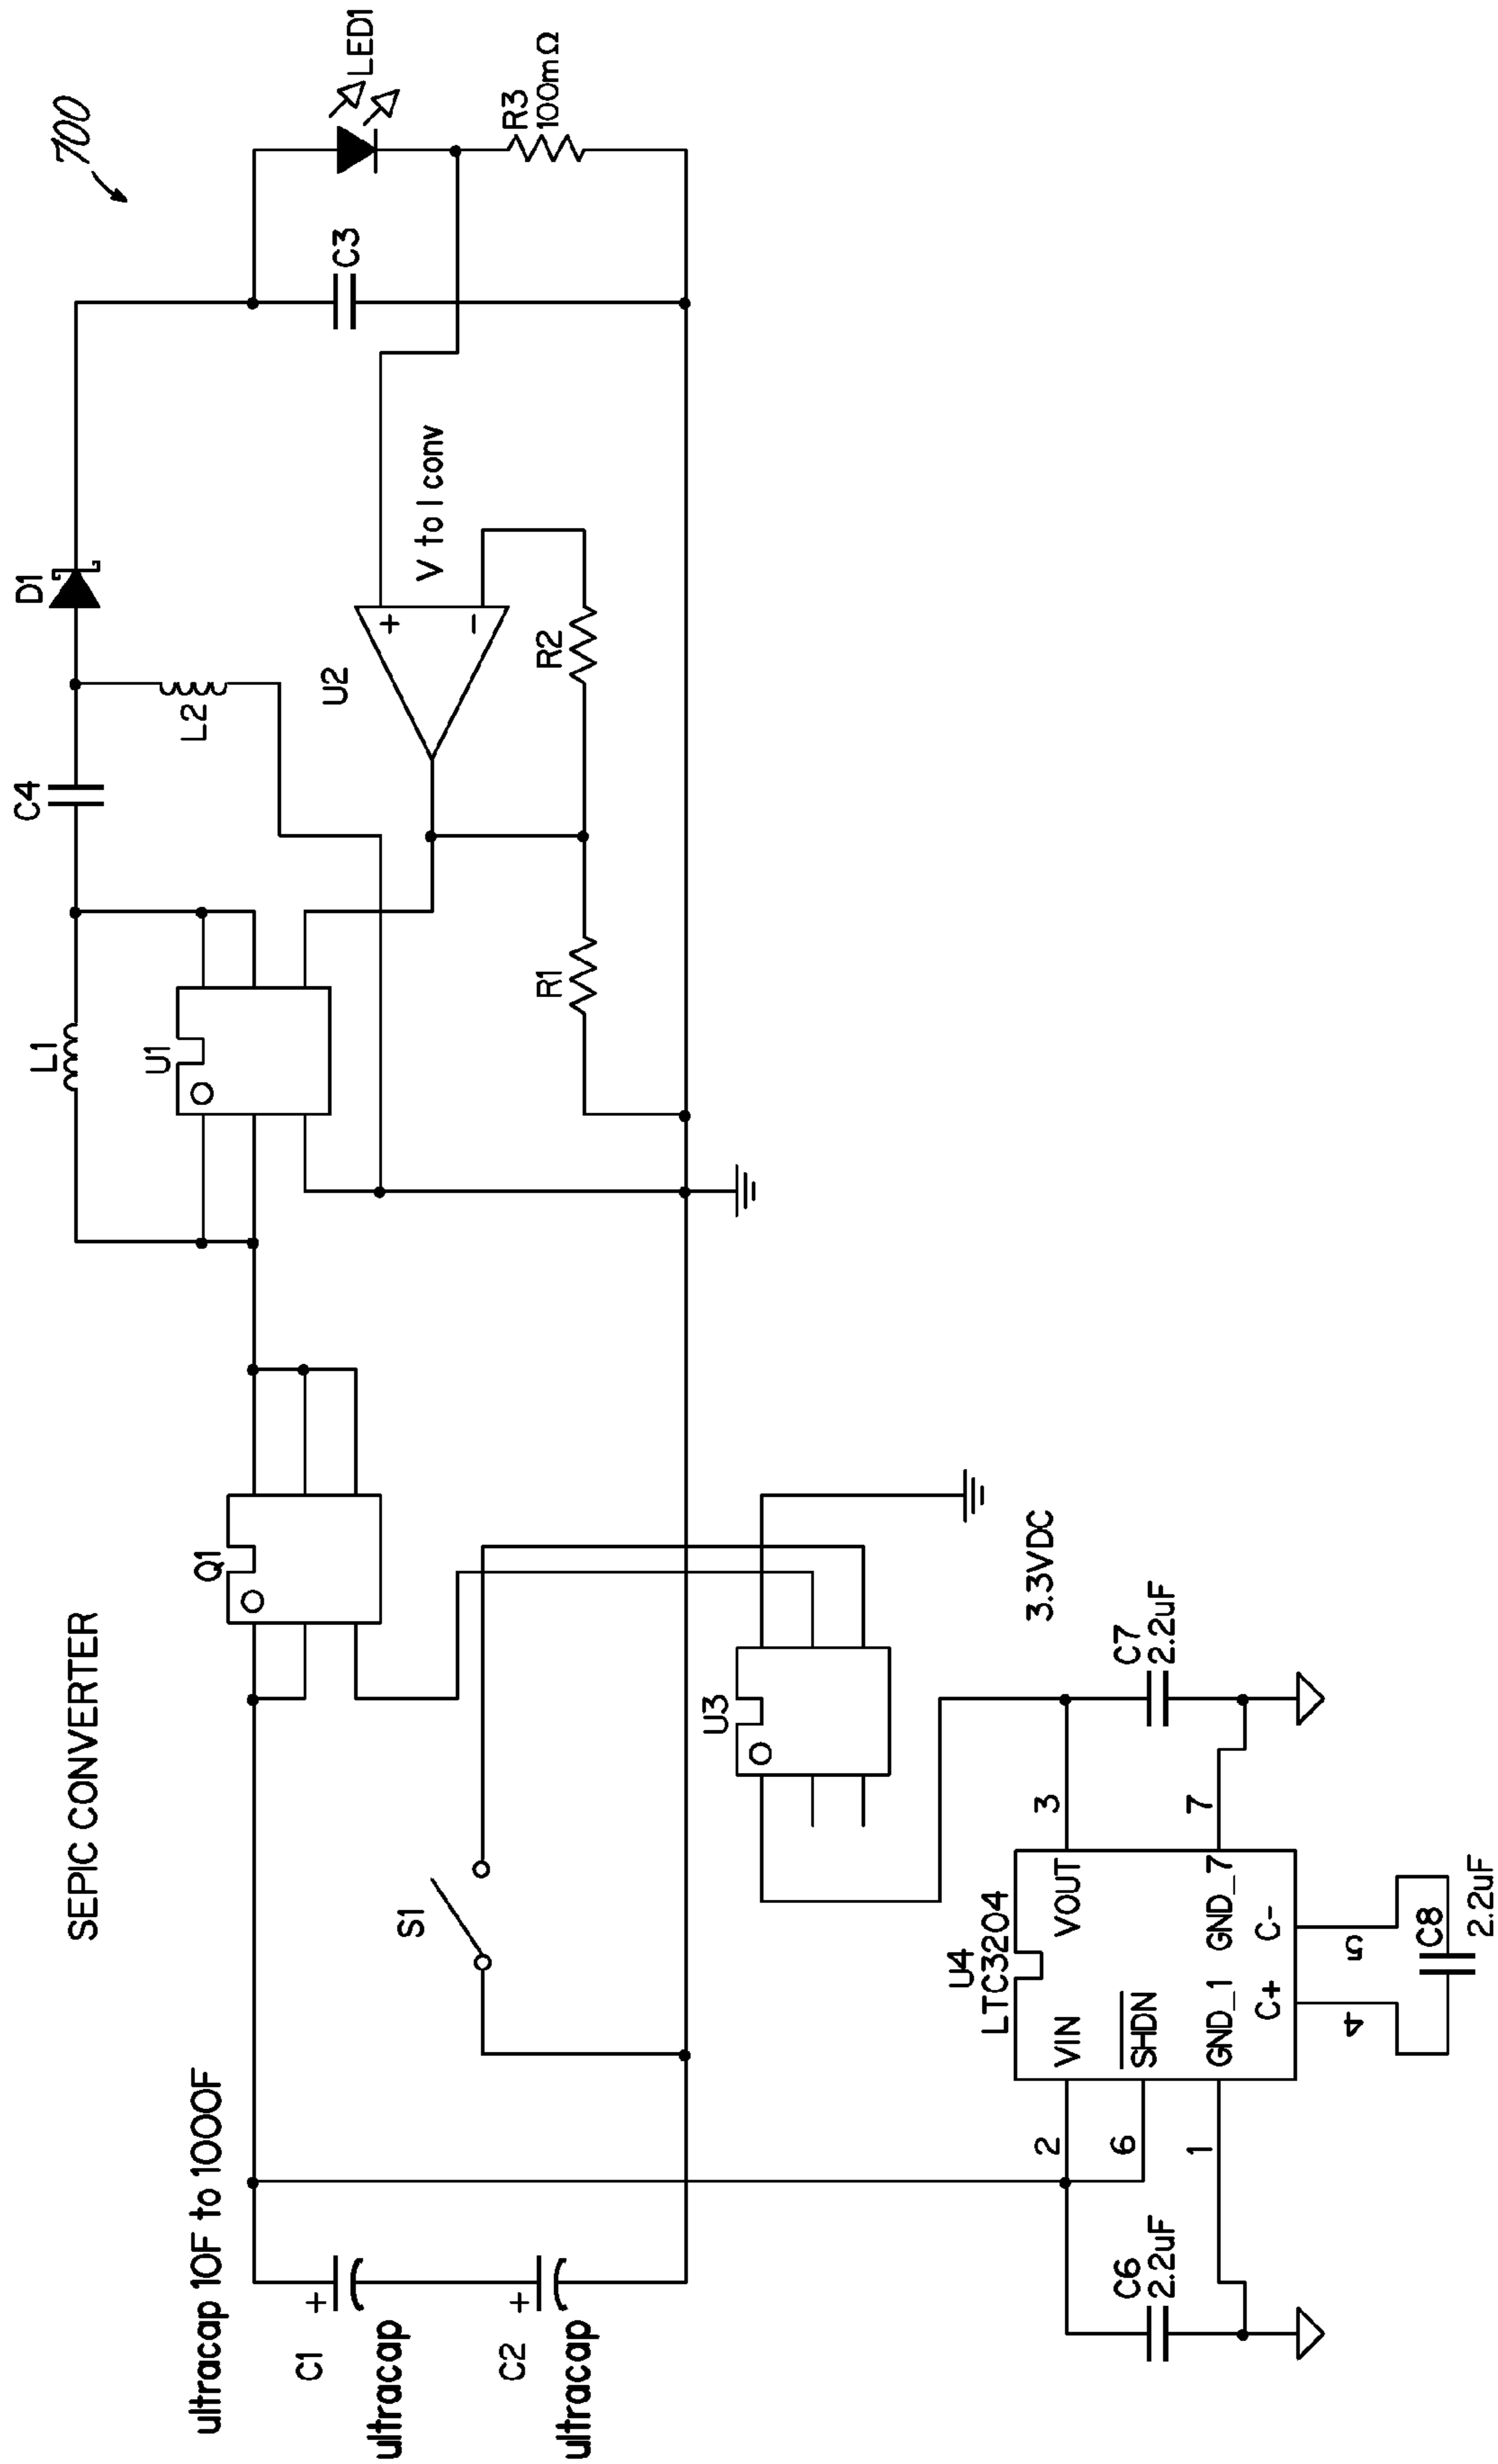 700
SEPIC CONVERTER
ultracap 10F to 1000F
C1
ultracap
C2
ultracap
+
+
S1
Q1
L1
U1
C4
L2
D1
U2
+
-
V to I conv
R1
R2
C3
LED1
R3
100mΩ
U3
U4
LTC3204
VIN
SHDN
GND_1
VOUT
GND_7
C+
C-
2
6
1
3
7
4
5
C6
2.2uF
C7
2.2uF
C8
2.2uF
3.3VDC